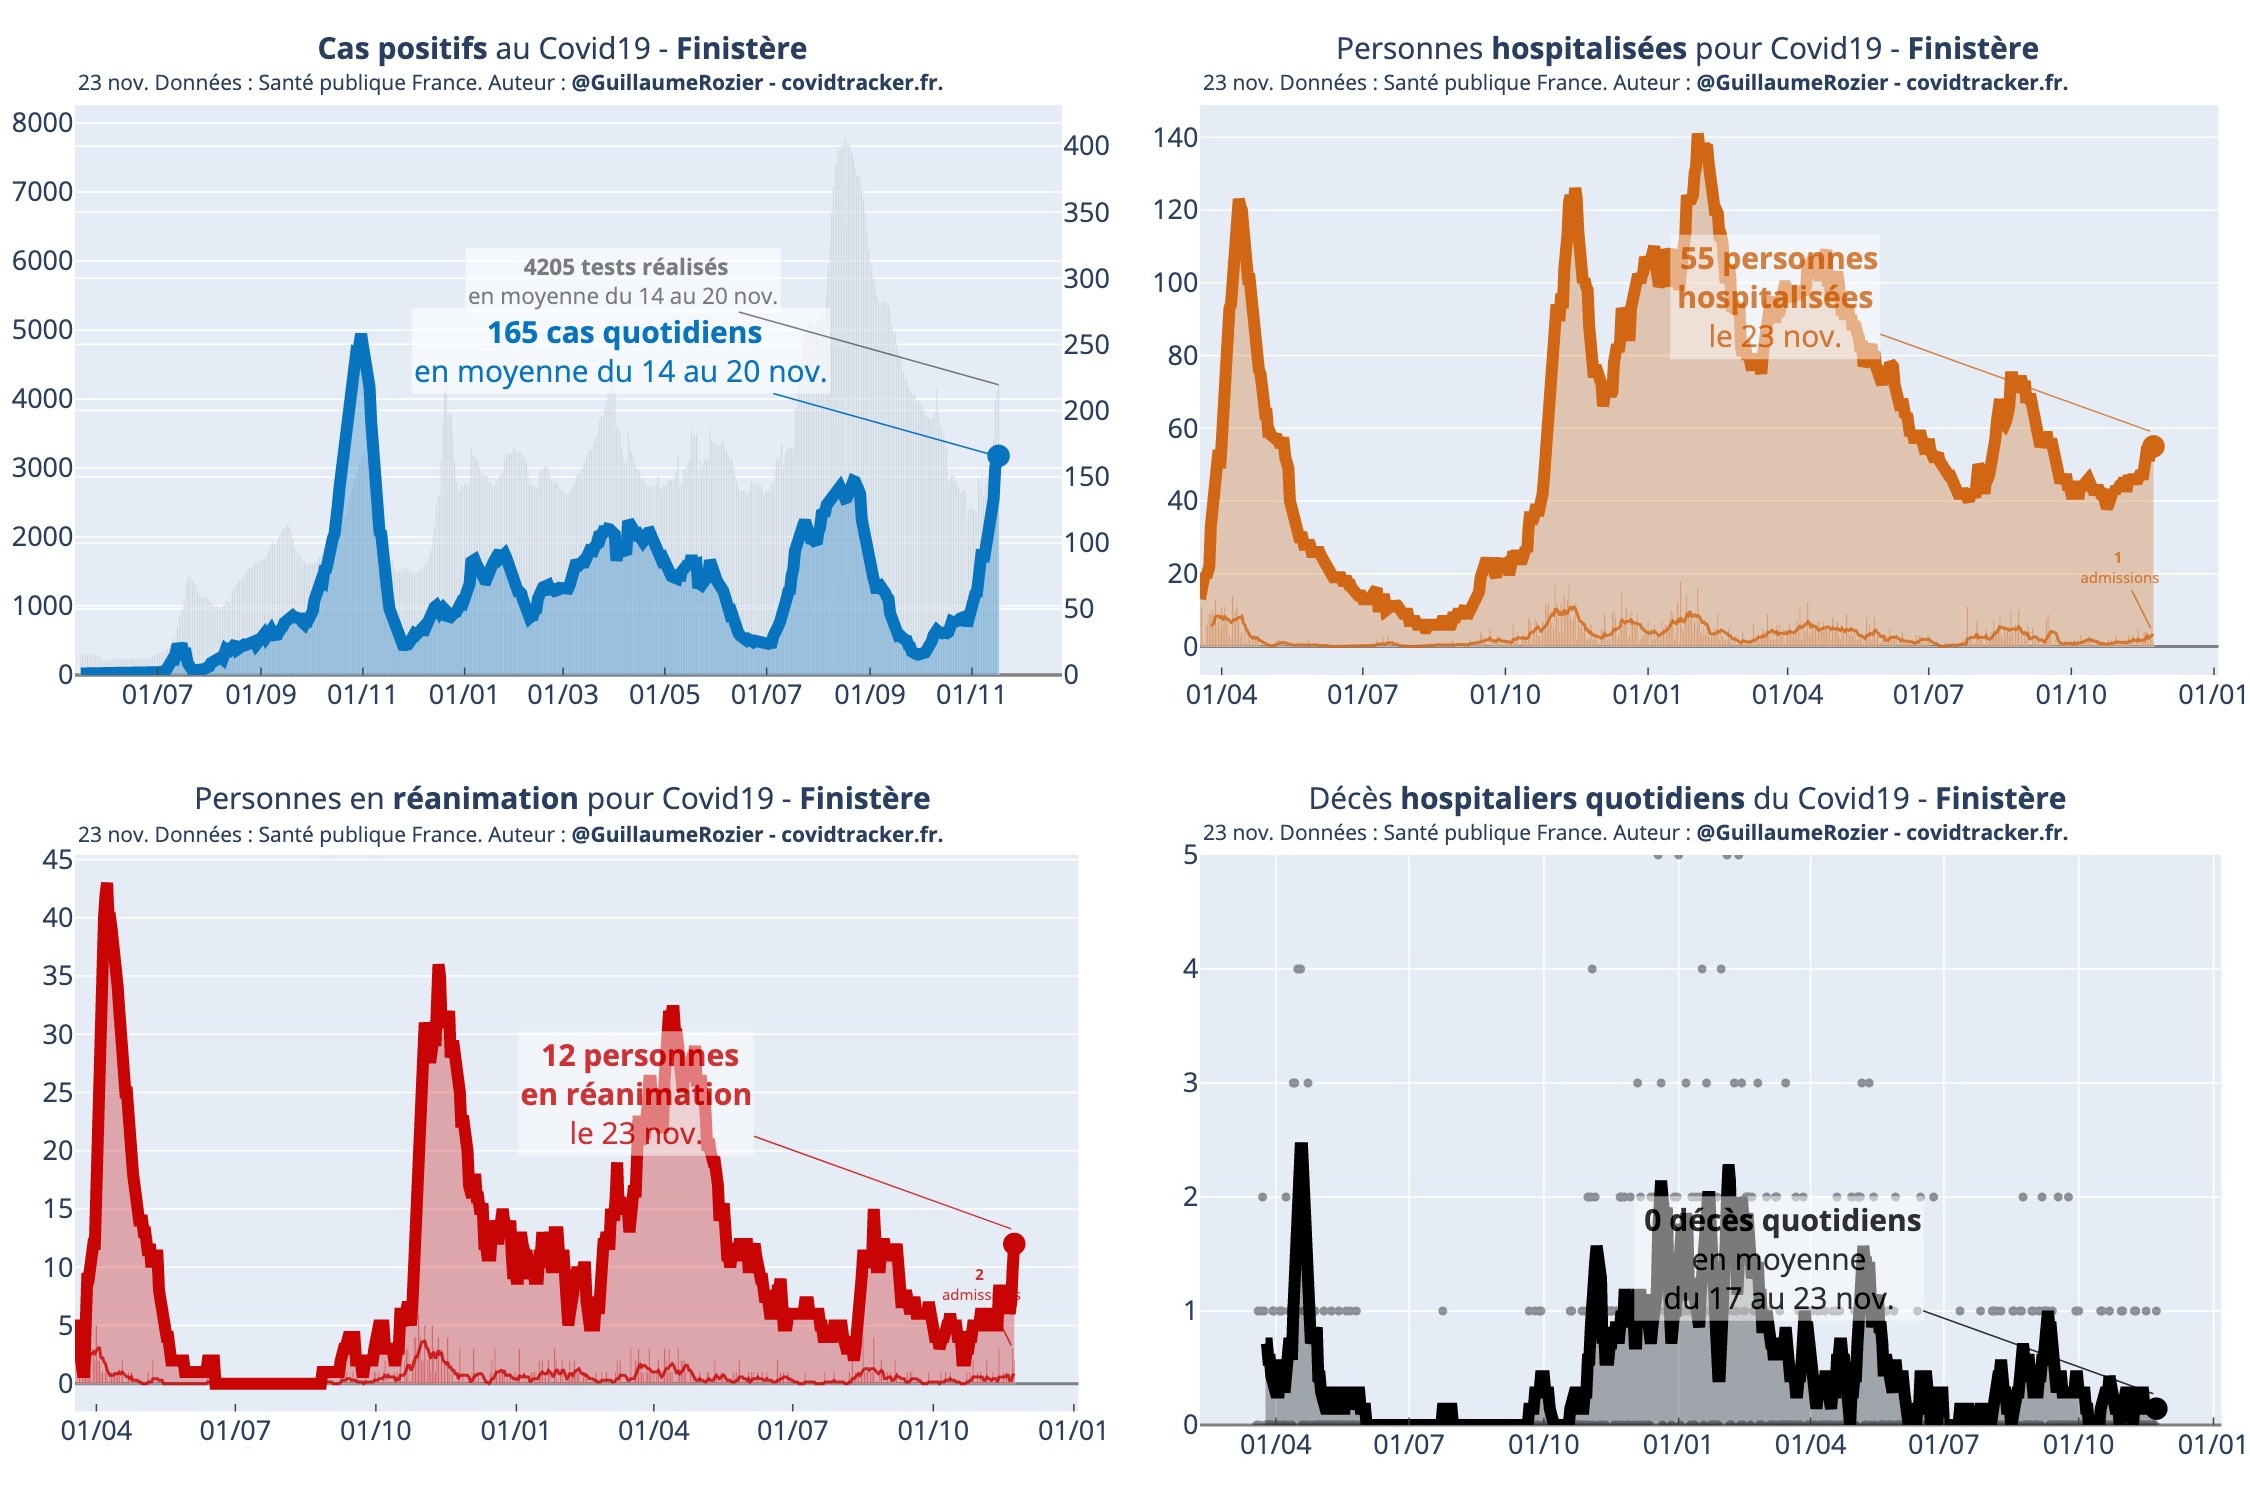 Cas positifs au Covid19 - Finistère
23 nov. Données : Santé publique France. Auteur : @GuillaumeRozier - covidtracker.fr.
8000
7000
6000
5000
4000
3000
2000
1000
0
400
350
300
250
200
150
100
50
0
4205 tests réalisés
en moyenne du 14 au 20 nov.
165 cas quotidiens
en moyenne du 14 au 20 nov.
01/07 01/09 01/11 01/01 01/03 01/05 01/07 01/09 01/11
Personnes hospitalisées pour Covid19 - Finistère
23 nov. Données : Santé publique France. Auteur : @GuillaumeRozier - covidtracker.fr.
140
120
100
80
60
40
20
0
55 personnes
hospitalisées
le 23 nov.
1
admissions
01/04 01/07 01/10 01/01 01/04 01/07 01/10 01/01
Personnes en réanimation pour Covid19 - Finistère
23 nov. Données : Santé publique France. Auteur : @GuillaumeRozier - covidtracker.fr.
45
40
35
30
25
20
15
10
5
0
12 personnes
en réanimation
le 23 nov.
2
admissions
01/04 01/07 01/10 01/01 01/04 01/07 01/10 01/01
Décès hospitaliers quotidiens du Covid19 - Finistère
23 nov. Données : Santé publique France. Auteur : @GuillaumeRozier - covidtracker.fr.
5
4
3
2
1
0
0 décès quotidiens
en moyenne
du 17 au 23 nov.
01/04 01/07 01/10 01/01 01/04 01/07 01/10 01/01